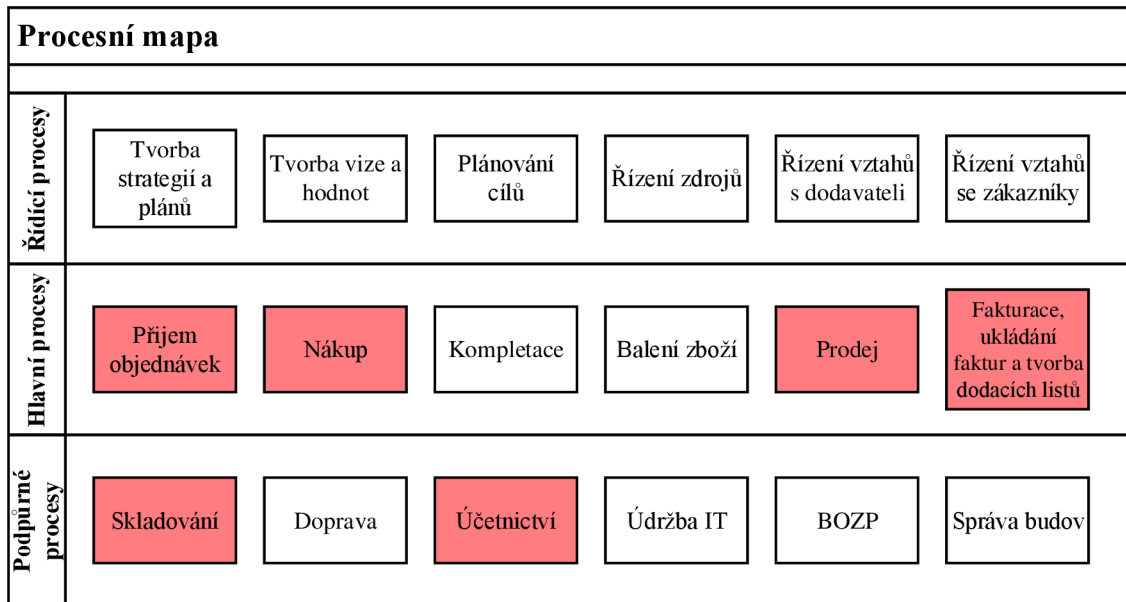 Procesní mapa
Řídící procesy
Tvorba
strategií a
plánů
Tvorba vize a
hodnot
Plánování
cílů
Řízení zdrojů
Řízení vztahů
s dodavateli
Řízení vztahů
se zákazníky
Hlavní procesy
Přijem
objednávek
Nákup
Kompletace
Balení zboží
Prodej
Fakturace,
ukládání
faktur a tvorba
dodacích listů
Podpůrné
procesy
Skladování
Doprava
Účetnictví
Údržba IT
BOZP
Správa budov